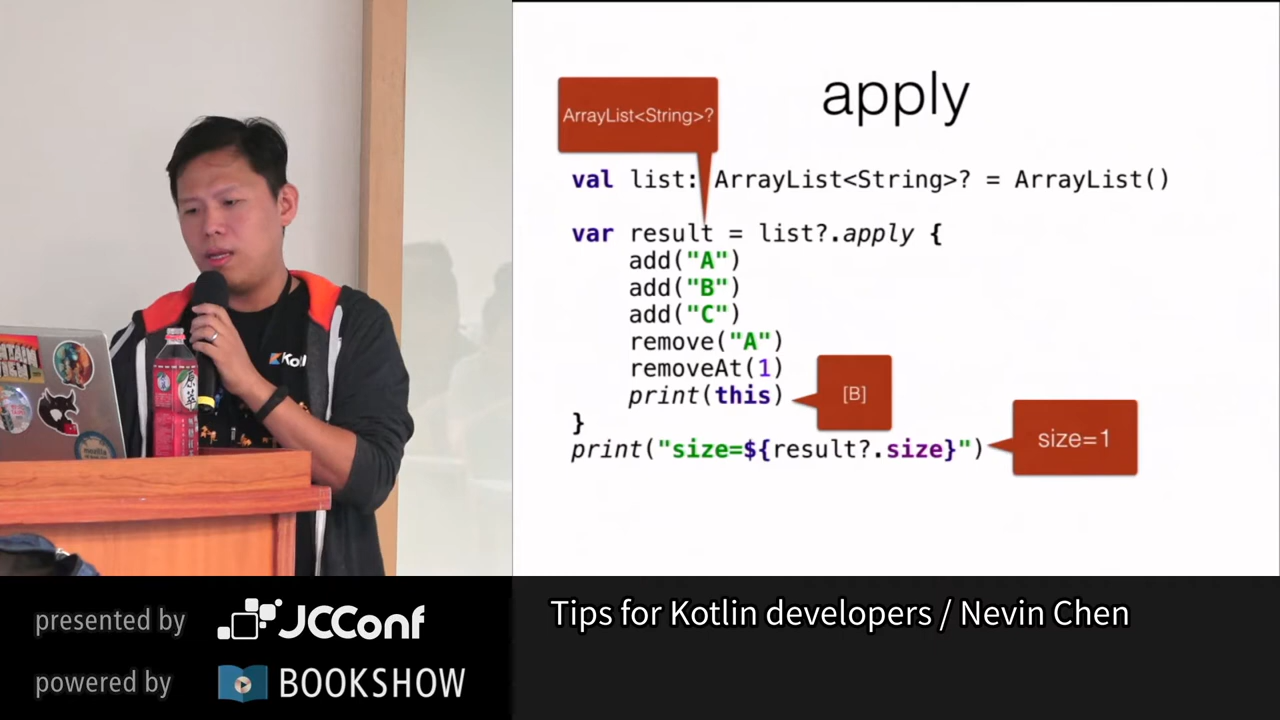 apply
ArrayList<String>?
val list: ArrayList<String>? = ArrayList()
var result = list?.apply {
add("A")
add("B")
add("C")
remove("A")
removeAt(1)
print(this)
[B]
}
print("size=${result?.size}")
size=1
Kotl
presented by JCConf
powered by BOOKSHOW
Tips for Kotlin developers / Nevin Chen